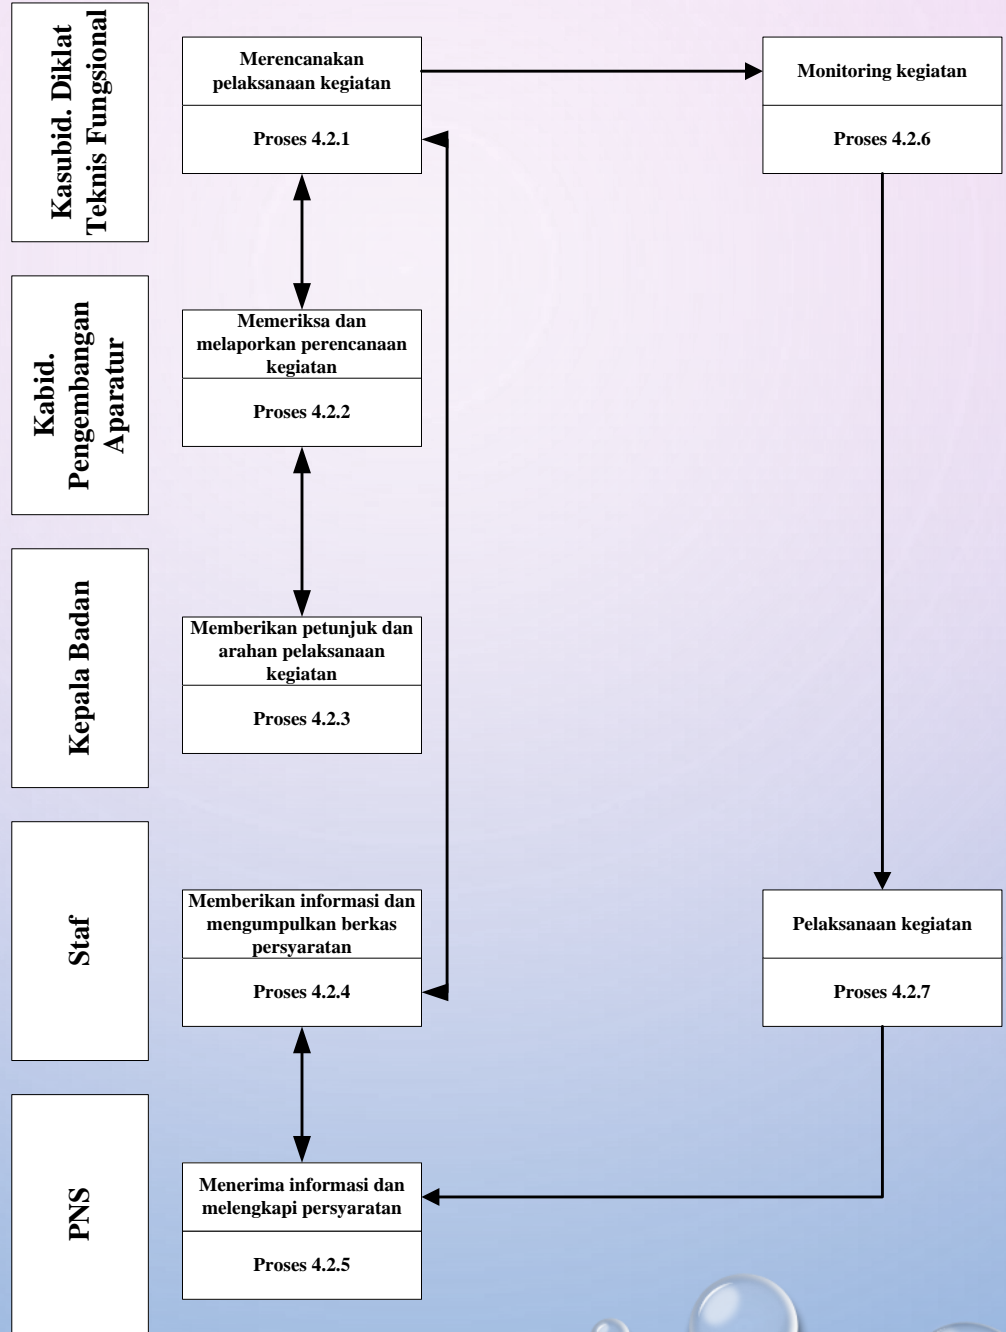 Kasubid. Diklat
Teknis Fungsional
Merencanakan
pelaksanaan kegiatan
Proses 4.2.1
Monitoring kegiatan
Proses 4.2.6
Kabid.
Pengembangan
Aparatur
Memeriksa dan
melaporkan perencanaan
kegiatan
Proses 4.2.2
Kepala Badan
Memberikan petunjuk dan
arahan pelaksanaan
kegiatan
Proses 4.2.3
Staf
Memberikan informasi dan
mengumpulkan berkas
persyaratan
Proses 4.2.4
Pelaksanaan kegiatan
Proses 4.2.7
PNS
Menerima informasi dan
melengkapi persyaratan
Proses 4.2.5